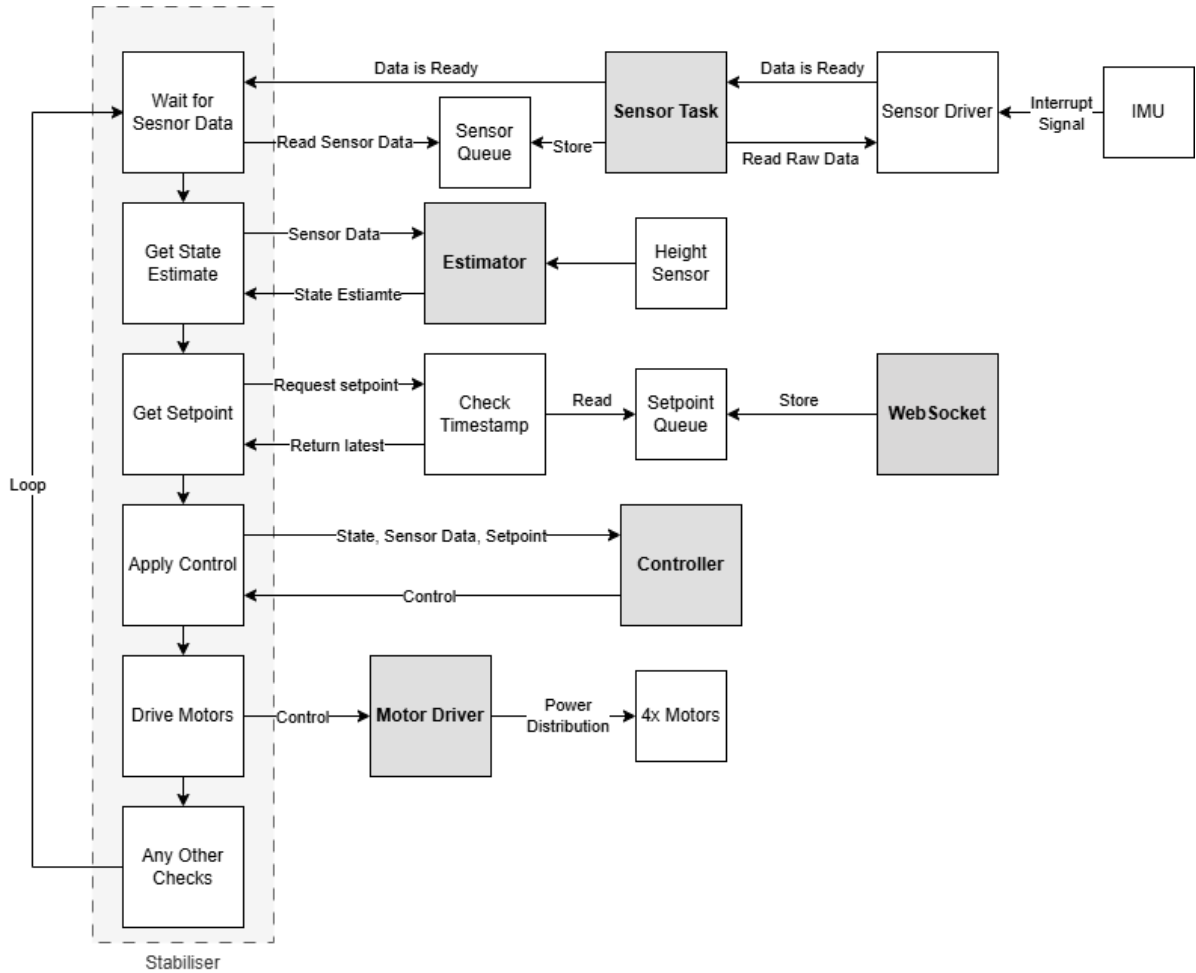 Data is Ready
Data is Ready
Wait for
Sesnor Data
Sensor Task
Sensor Driver
Interrupt
Signal
IMU
Read Sensor Data
Sensor
Queue
Store
Read Raw Data
Get State
Estimate
Sensor Data
State Estiamte
Estimator
Height
Sensor
Get Setpoint
Request setpoint
Return latest
Check
Timestamp
Read
Setpoint
Queue
Store
WebSocket
Loop
Apply Control
State, Sensor Data, Setpoint
Control
Controller
Drive Motors
Control
Motor Driver
Power
Distribution
4x Motors
Any Other
Checks
Stabiliser